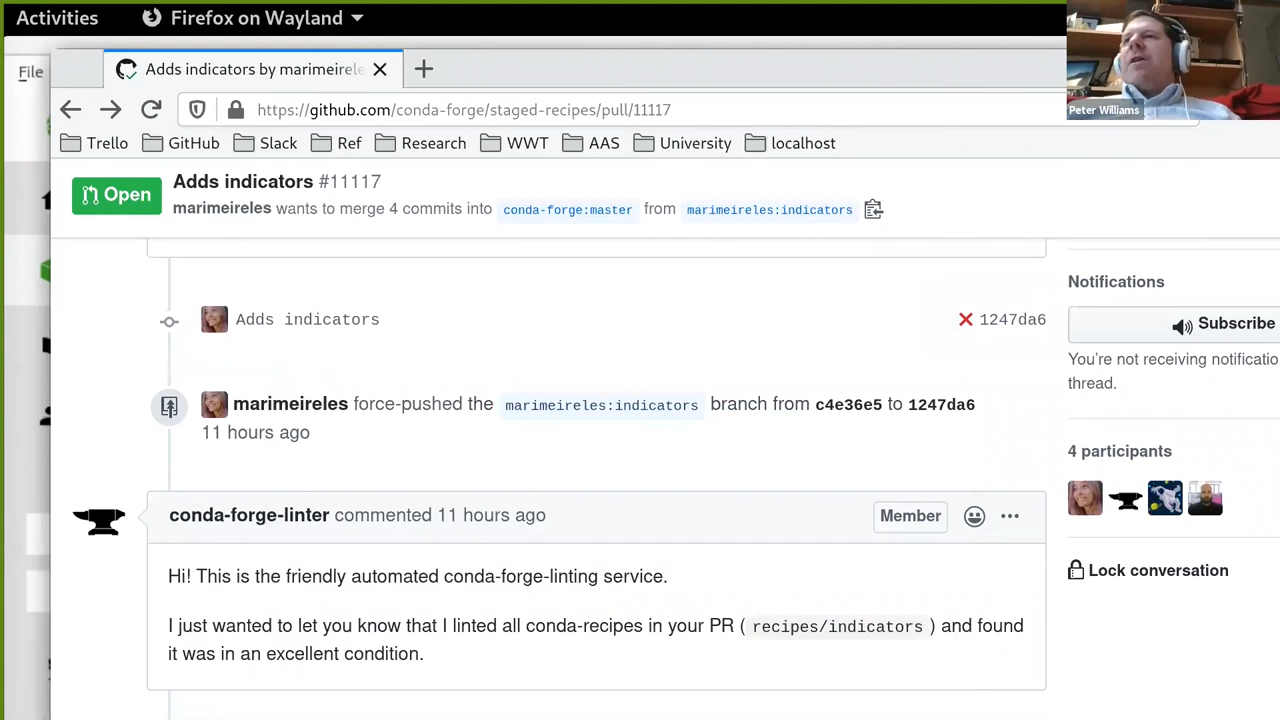 Activities Firefox on Wayland
File
Adds indicators by marimeirele
https://github.com/conda-forge/staged-recipes/pull/11117
Peter Williams
Trello GitHub Slack Ref Research WWT AAS University localhost
Open
Adds indicators #11117
marimeireles wants to merge 4 commits into conda-forge:master from marimeireles:indicators
Adds indicators 1247da6
marimeireles force-pushed the marimeireles:indicators branch from c4e36e5 to 1247da6
11 hours ago
conda-forge-linter commented 11 hours ago Member
Hi! This is the friendly automated conda-forge-linting service.
I just wanted to let you know that I linted all conda-recipes in your PR ( recipes/indicators ) and found
it was in an excellent condition.
Notifications
Subscribe
You're not receiving notificatio
thread.
4 participants
Lock conversation